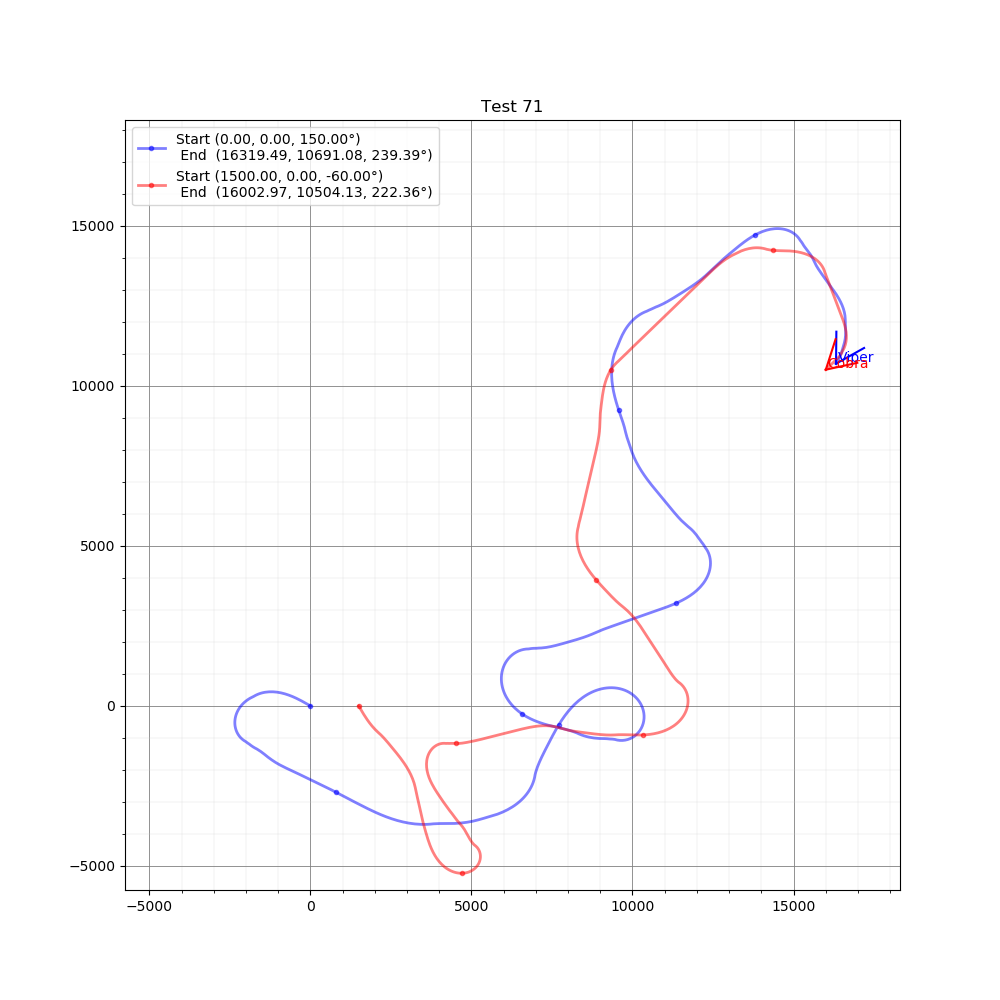 Test 71
Start (0.00, 0.00, 150.00°)
End  (16319.49, 10691.08, 239.39°)
Start (1500.00, 0.00, -60.00°)
End  (16002.97, 10504.13, 222.36°)
15000
10000
5000
0
−5000
Viper
Cobra
−5000
0
5000
10000
15000